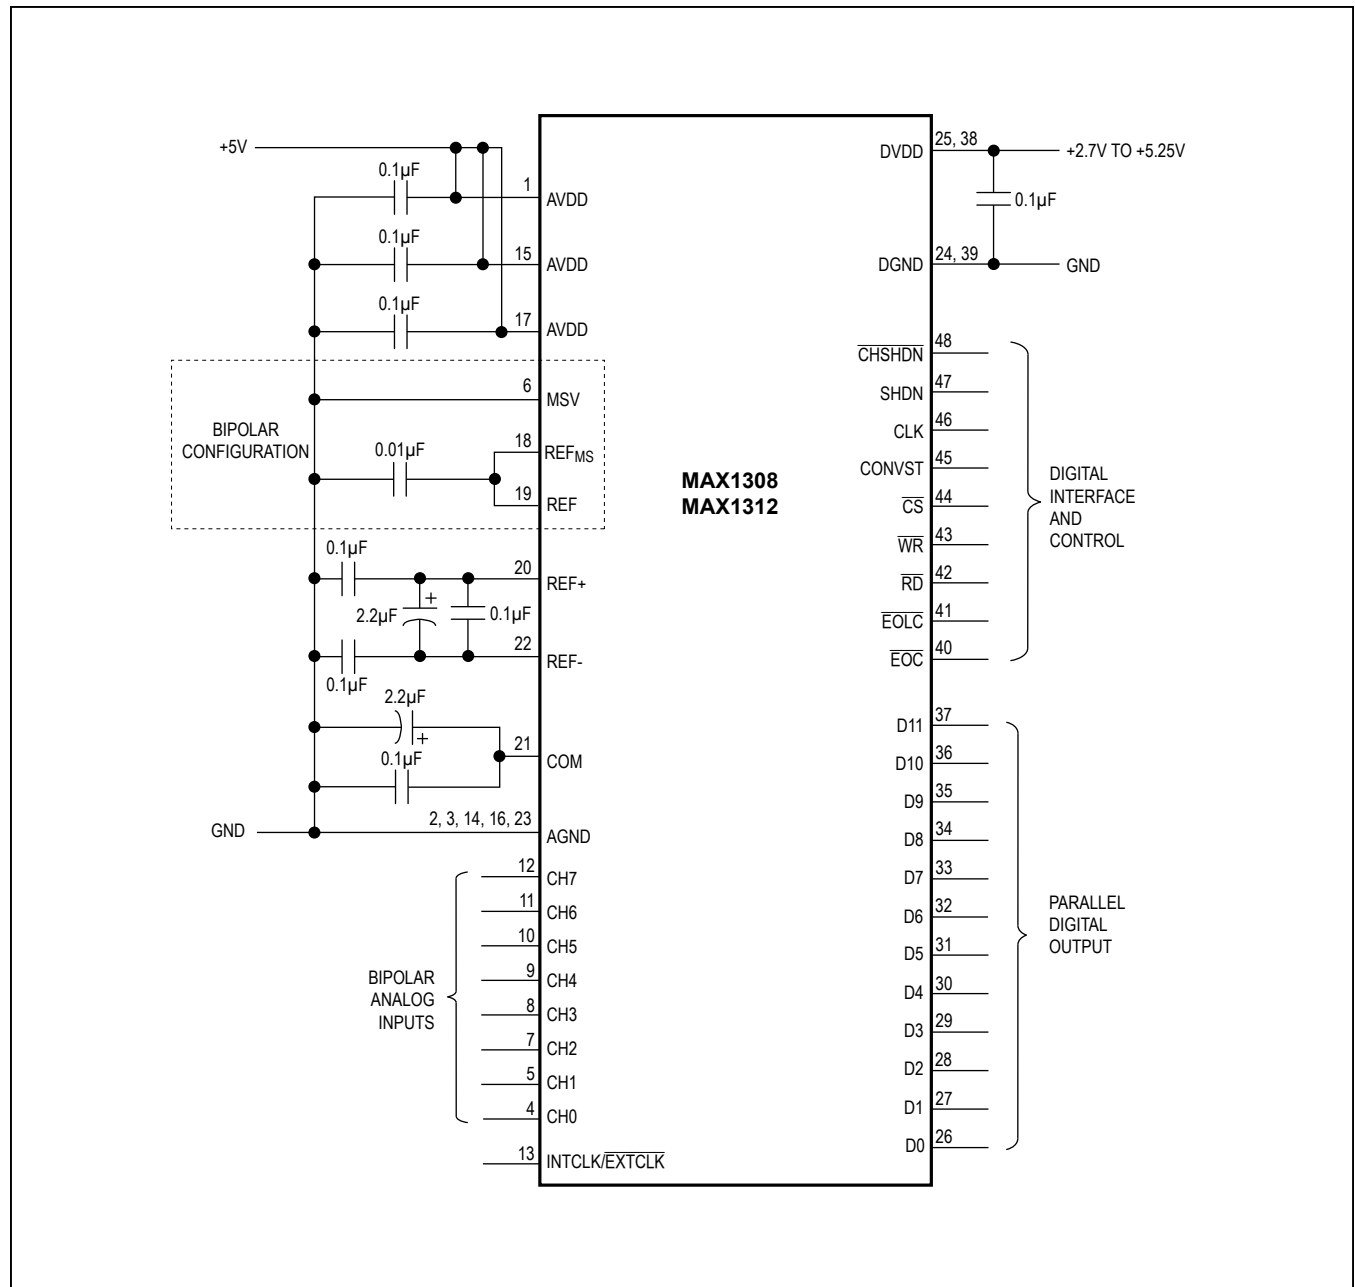 +5V
0.1µF
1
AVDD
0.1µF
15
AVDD
0.1µF
17
AVDD
6
MSV
BIPOLAR
CONFIGURATION
0.01µF
18
REFMS
19
REF
0.1µF
20
REF+
2.2µF
+
0.1µF
22
REF-
0.1µF
2.2µF
+
21
COM
0.1µF
GND
2, 3, 14, 16, 23
AGND
12
CH7
11
CH6
10
CH5
9
CH4
8
CH3
7
CH2
5
CH1
4
CH0
BIPOLAR
ANALOG
INPUTS
13
INTCLK/EXTCLK
MAX1308
MAX1312
DVDD
25, 38
+2.7V TO +5.25V
0.1µF
DGND
24, 39
GND
CHSHDN
48
SHDN
47
CLK
46
CONVST
45
CS
44
WR
43
RD
42
EOLC
41
EOC
40
DIGITAL
INTERFACE
AND
CONTROL
D11
37
D10
36
D9
35
D8
34
D7
33
D6
32
D5
31
D4
30
D3
29
D2
28
D1
27
D0
26
PARALLEL
DIGITAL
OUTPUT